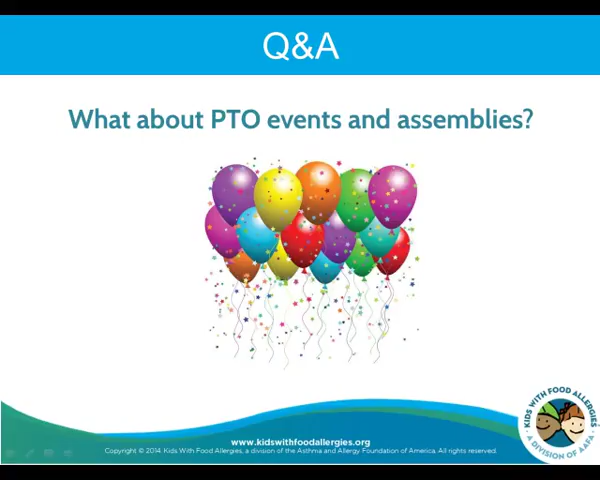 Q&A
What about PTO events and assemblies?
www.kidswithfoodallergies.org
Copyright © 2014 Kids With Food Allergies, a division of the Asthma and Allergy Foundation of America, All rights reserved.
KIDS WITH FOOD ALLERGIES
A DIVISION OF AAFA